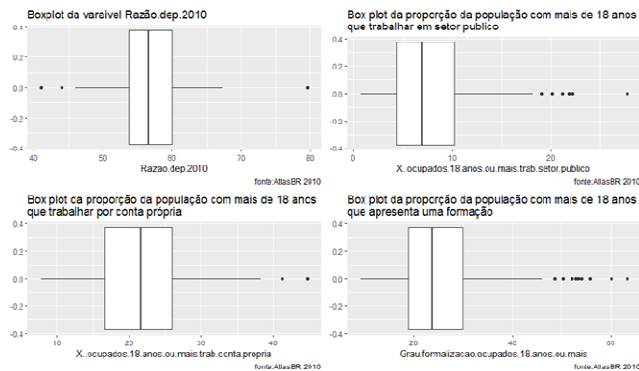 Boxplot da varsivel Razão.dep.2010
0.4
0.2
0.0
-0.2
-0.4
40
50
60
70
80
Razao.dep.2010
fonte:AtlasBR 2010
Box plot da proporção da população com mais de 18 anos
que trabalhar em setor publico
0.4
0.2
0.0
-0.2
-0.4
0
10
20
X.ocupados.18.anos.ou.mais.trab.setor.publico
fonte:AtlasBR 2010
Box plot da proporção da população com mais de 18 anos
que trabalhar por conta própria
0.4
0.2
0.0
-0.2
-0.4
10
20
30
40
X..ocupados.18.anos.ou.mais.trab.conta.propria
fonte:AtlasBR 2010
Box plot da proporção da população com mais de 18 anos
que apresenta uma formação
0.4
0.2
0.0
-0.2
-0.4
20
40
60
Grau.formalizacao.ocupados.18.anos.ou.mais
fonte:AtlasBR 2010